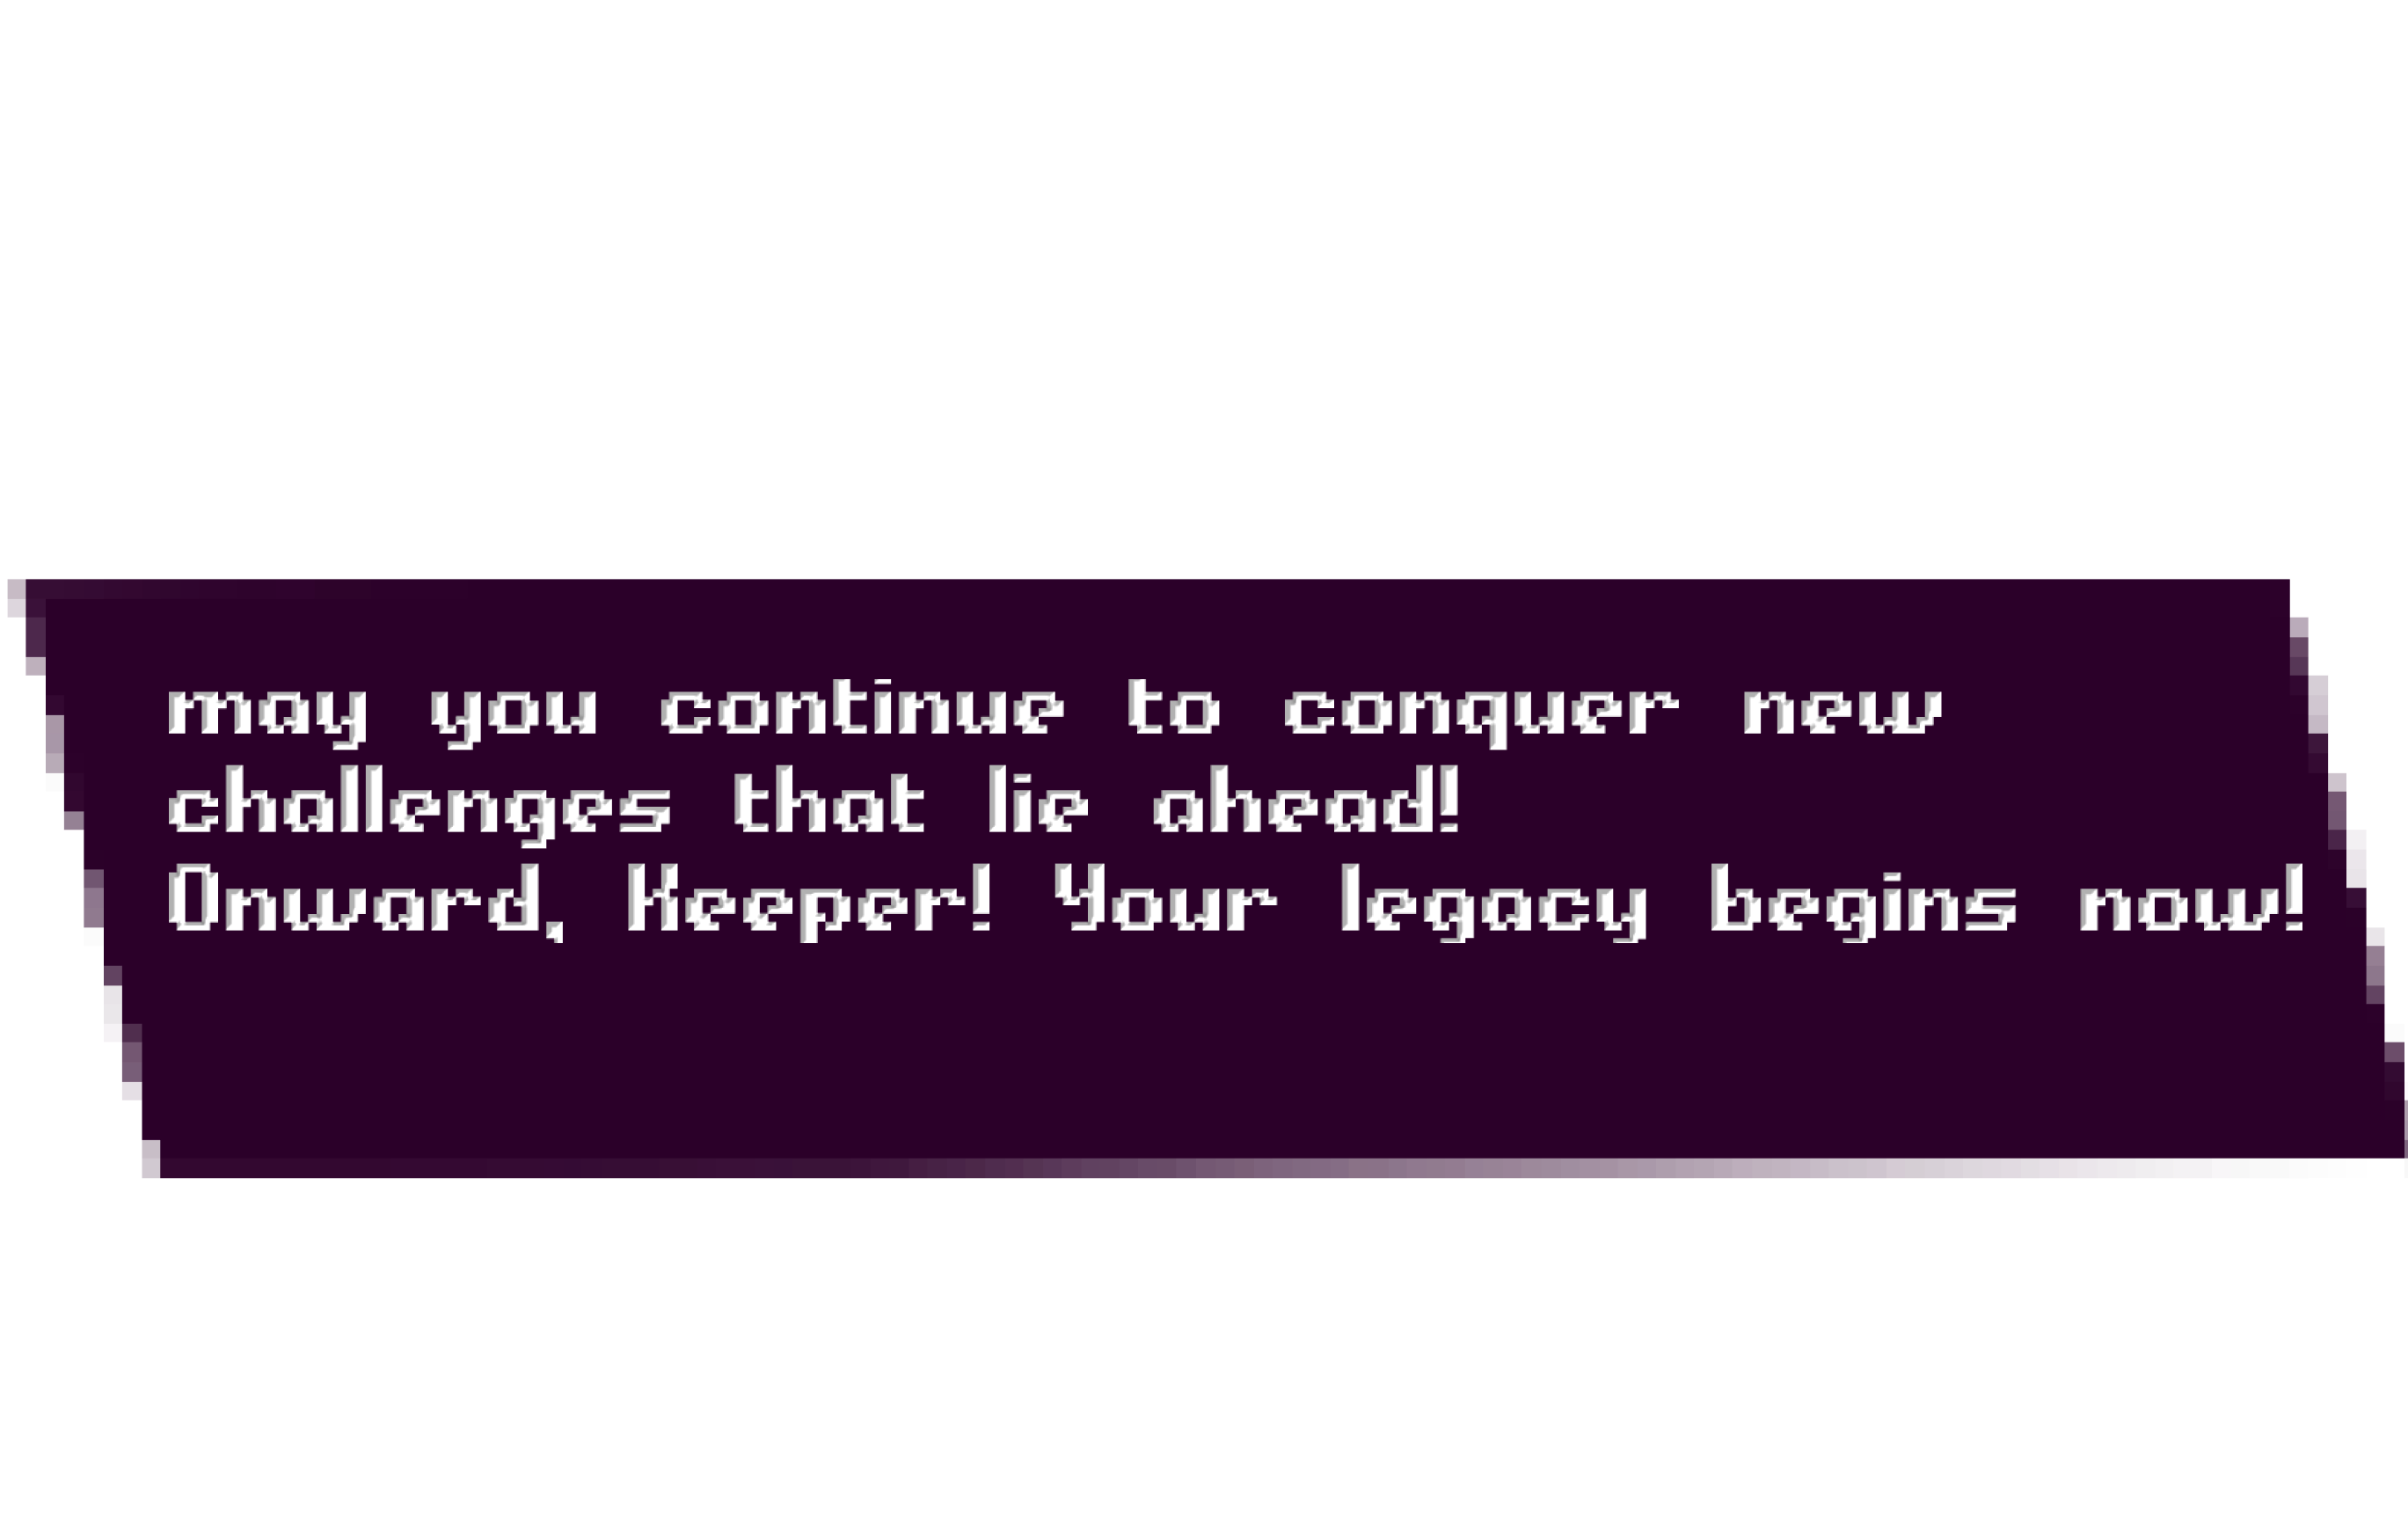 may you continue to conquer new
challenges that lie ahead!
Onward, Keeper! Your legacy begins now!